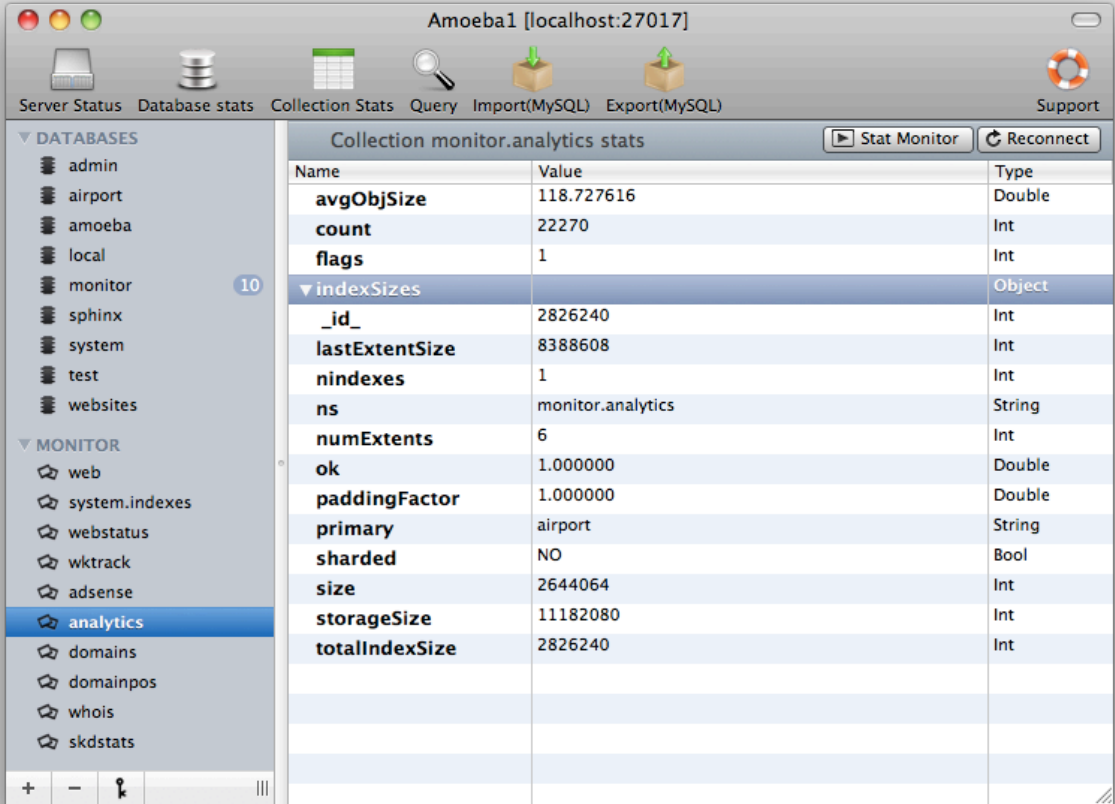 Amoeba1 [localhost:27017]
Server Status Database stats Collection Stats Query Import(MySQL) Export(MySQL) Support
DATABASES
admin
airport
amoeba
local
monitor 10
sphinx
system
test
websites
MONITOR
web
system.indexes
webstatus
wktrack
adsense
analytics
domains
domainpos
whois
skdstats
Collection monitor.analytics stats Stat Monitor Reconnect
Name Value Type
avgObjSize 118.727616 Double
count 22270 Int
flags 1 Int
indexSizes Object
_id_ 2826240 Int
lastExtentSize 8388608 Int
nindexes 1 Int
ns monitor.analytics String
numExtents 6 Int
ok 1.000000 Double
paddingFactor 1.000000 Double
primary airport String
sharded NO Bool
size 2644064 Int
storageSize 11182080 Int
totalIndexSize 2826240 Int